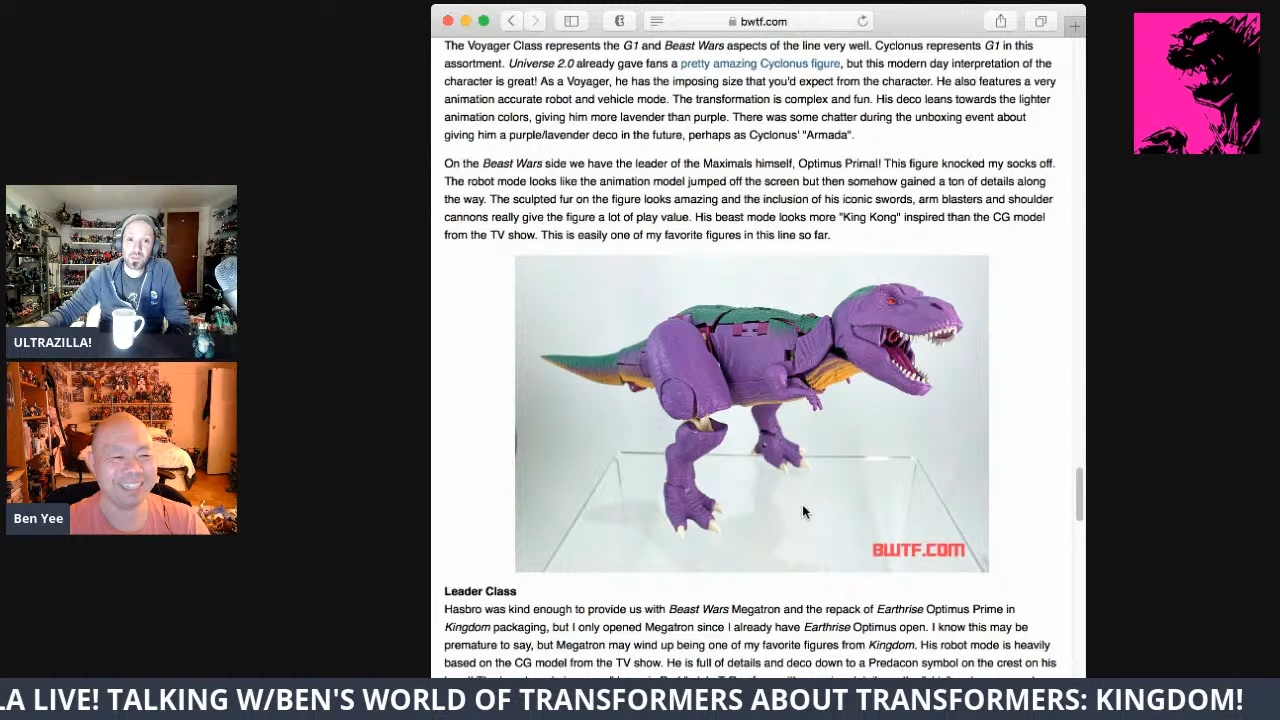 bwtf.com
The Voyager Class represents the G1 and Beast Wars aspects of the line very well. Cyclonus represents G1 in this
assortment. Universe 2.0 already gave fans a pretty amazing Cyclonus figure, but this modern day interpretation of the
character is great! As a Voyager, he has the imposing size that you'd expect from the character. He also features a very
animation accurate robot and vehicle mode. The transformation is complex and fun. His deco leans towards the lighter
animation colors, giving him more lavender than purple. There was some chatter during the unboxing event about
giving him a purple/lavender deco in the future, perhaps as Cyclonus' "Armada".
On the Beast Wars side we have the leader of the Maximals himself, Optimus Primal! This figure knocked my socks off.
The robot mode looks like the animation model jumped off the screen but then somehow gained a ton of details along
the way. The sculpted fur on the figure looks amazing and the inclusion of his iconic swords, arm blasters and shoulder
cannons really give the figure a lot of play value. His beast mode looks more "King Kong" inspired than the CG model
from the TV show. This is easily one of my favorite figures in this line so far.
BWTF.COM
Leader Class
Hasbro was kind enough to provide us with Beast Wars Megatron and the repack of Earthrise Optimus Prime in
Kingdom packaging, but I only opened Megatron since I already have Earthrise Optimus open. I know this may be
premature to say, but Megatron may wind up being one of my favorite figures from Kingdom. His robot mode is heavily
based on the CG model from the TV show. He is full of details and deco down to a Predacon symbol on the crest on his
ULTRAZILLA!
Ben Yee
LA LIVE! TALKING W/BEN'S WORLD OF TRANSFORMERS ABOUT TRANSFORMERS: KINGDOM!